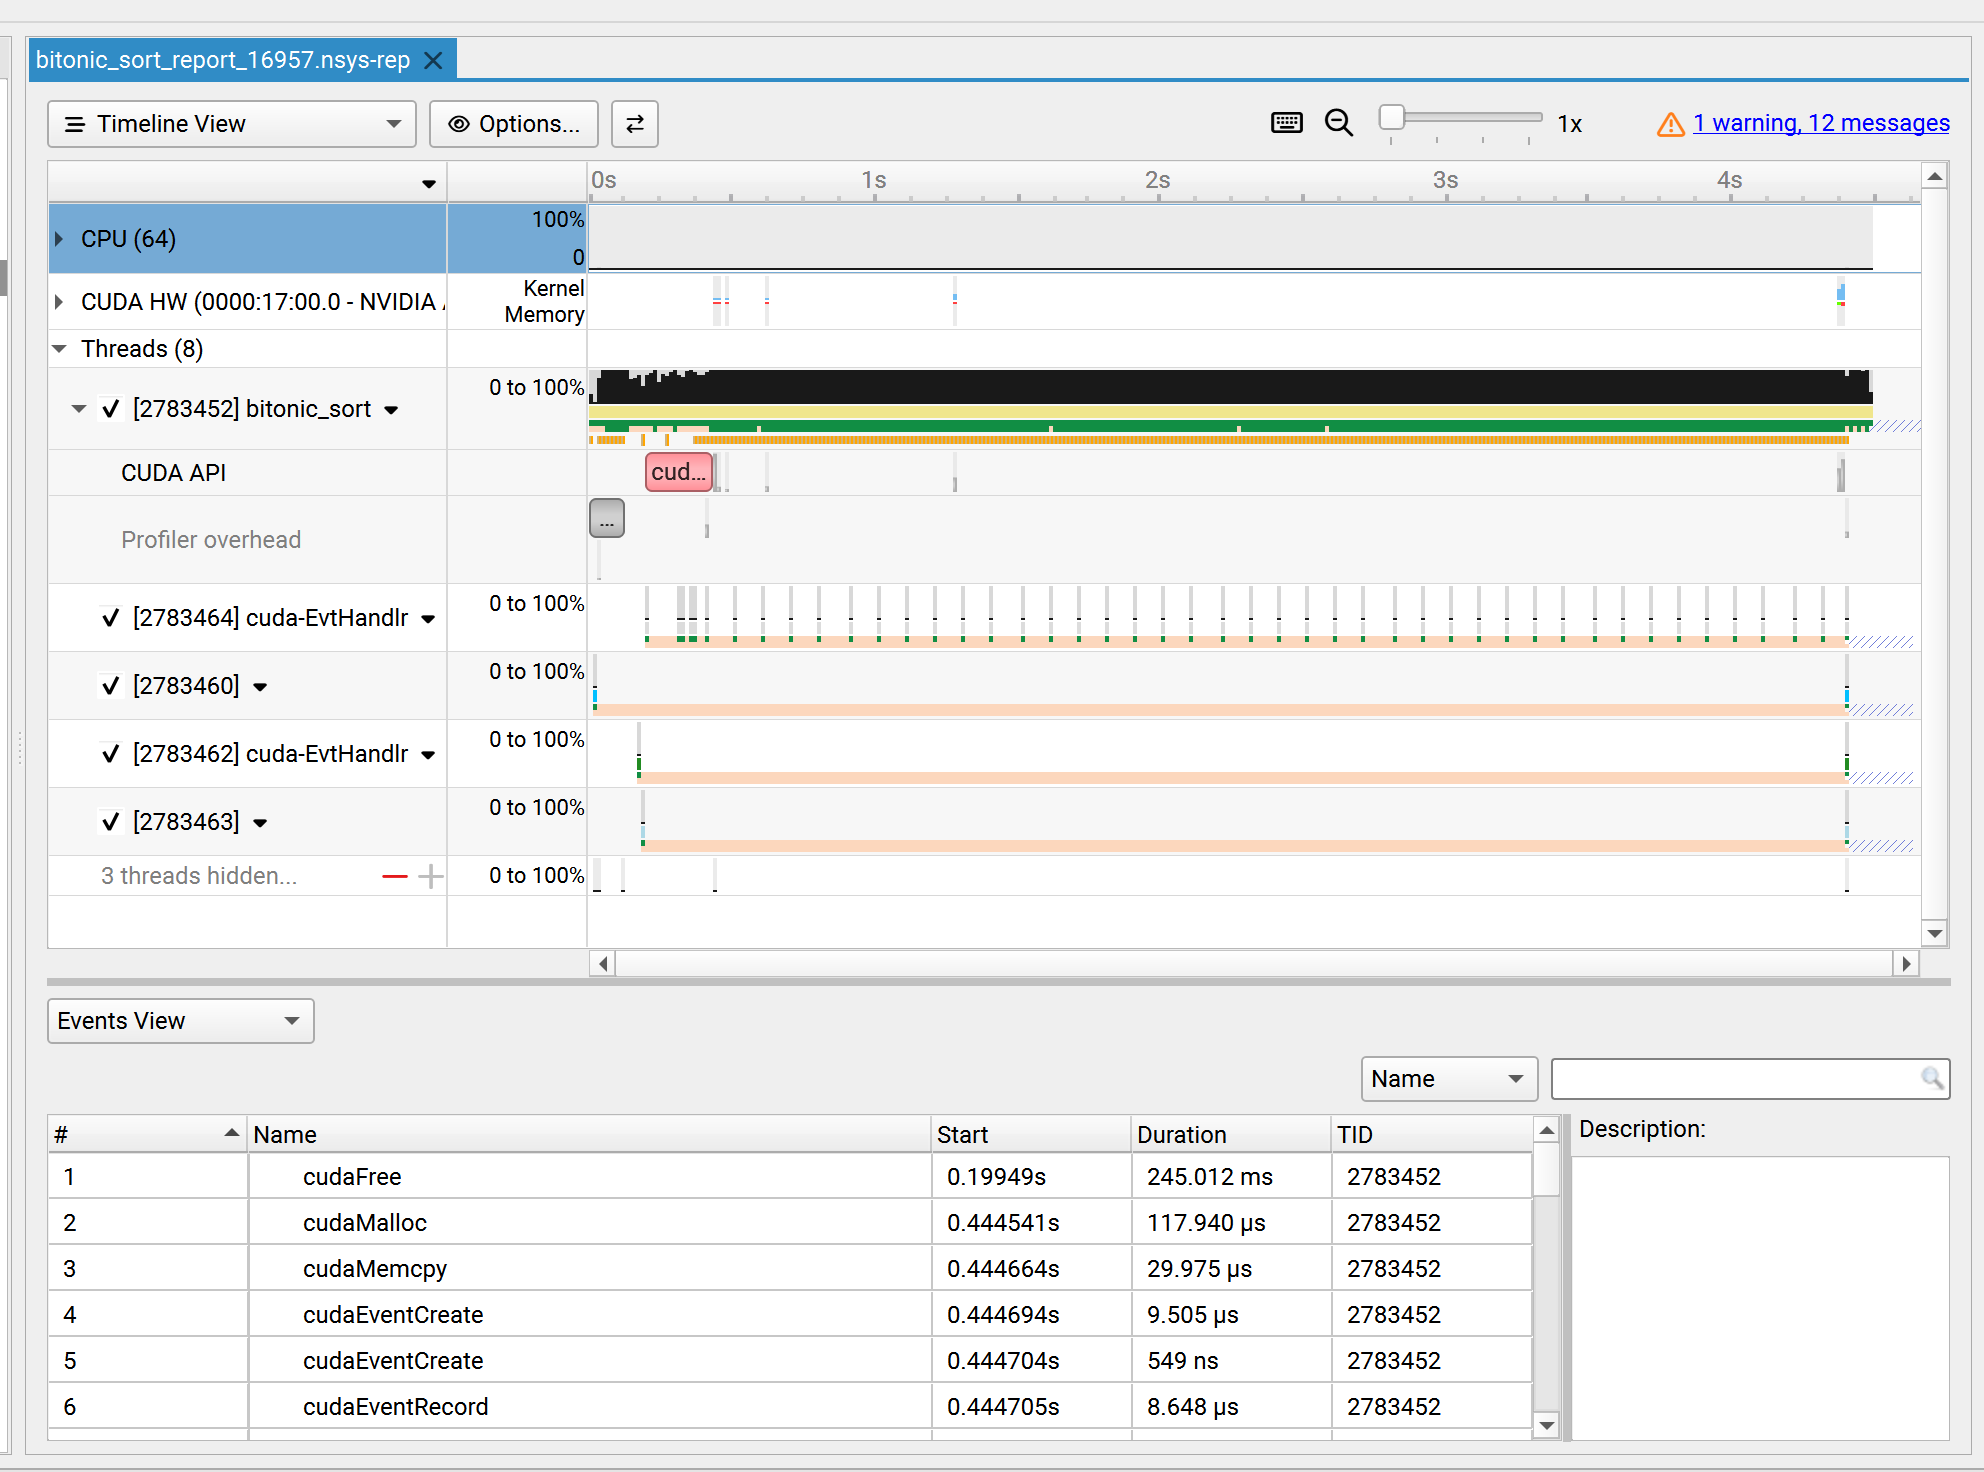 bitonic_sort_report_16957.nsys-rep
Timeline View
Options...
1x
1 warning, 12 messages
0s 1s 2s 3s 4s
CPU (64)
100%
0
CUDA HW (0000:17:00.0 - NVIDIA
Kernel
Memory
Threads (8)
[2783452] bitonic_sort
0 to 100%
CUDA API
cud...
Profiler overhead
...
[2783464] cuda-EvtHandlr
0 to 100%
[2783460]
0 to 100%
[2783462] cuda-EvtHandlr
0 to 100%
[2783463]
0 to 100%
3 threads hidden...
0 to 100%
Events View
Name
# Name Start Duration TID
Description:
1 cudaFree 0.19949s 245.012 ms 2783452
2 cudaMalloc 0.444541s 117.940 μs 2783452
3 cudaMemcpy 0.444664s 29.975 μs 2783452
4 cudaEventCreate 0.444694s 9.505 μs 2783452
5 cudaEventCreate 0.444704s 549 ns 2783452
6 cudaEventRecord 0.444705s 8.648 μs 2783452